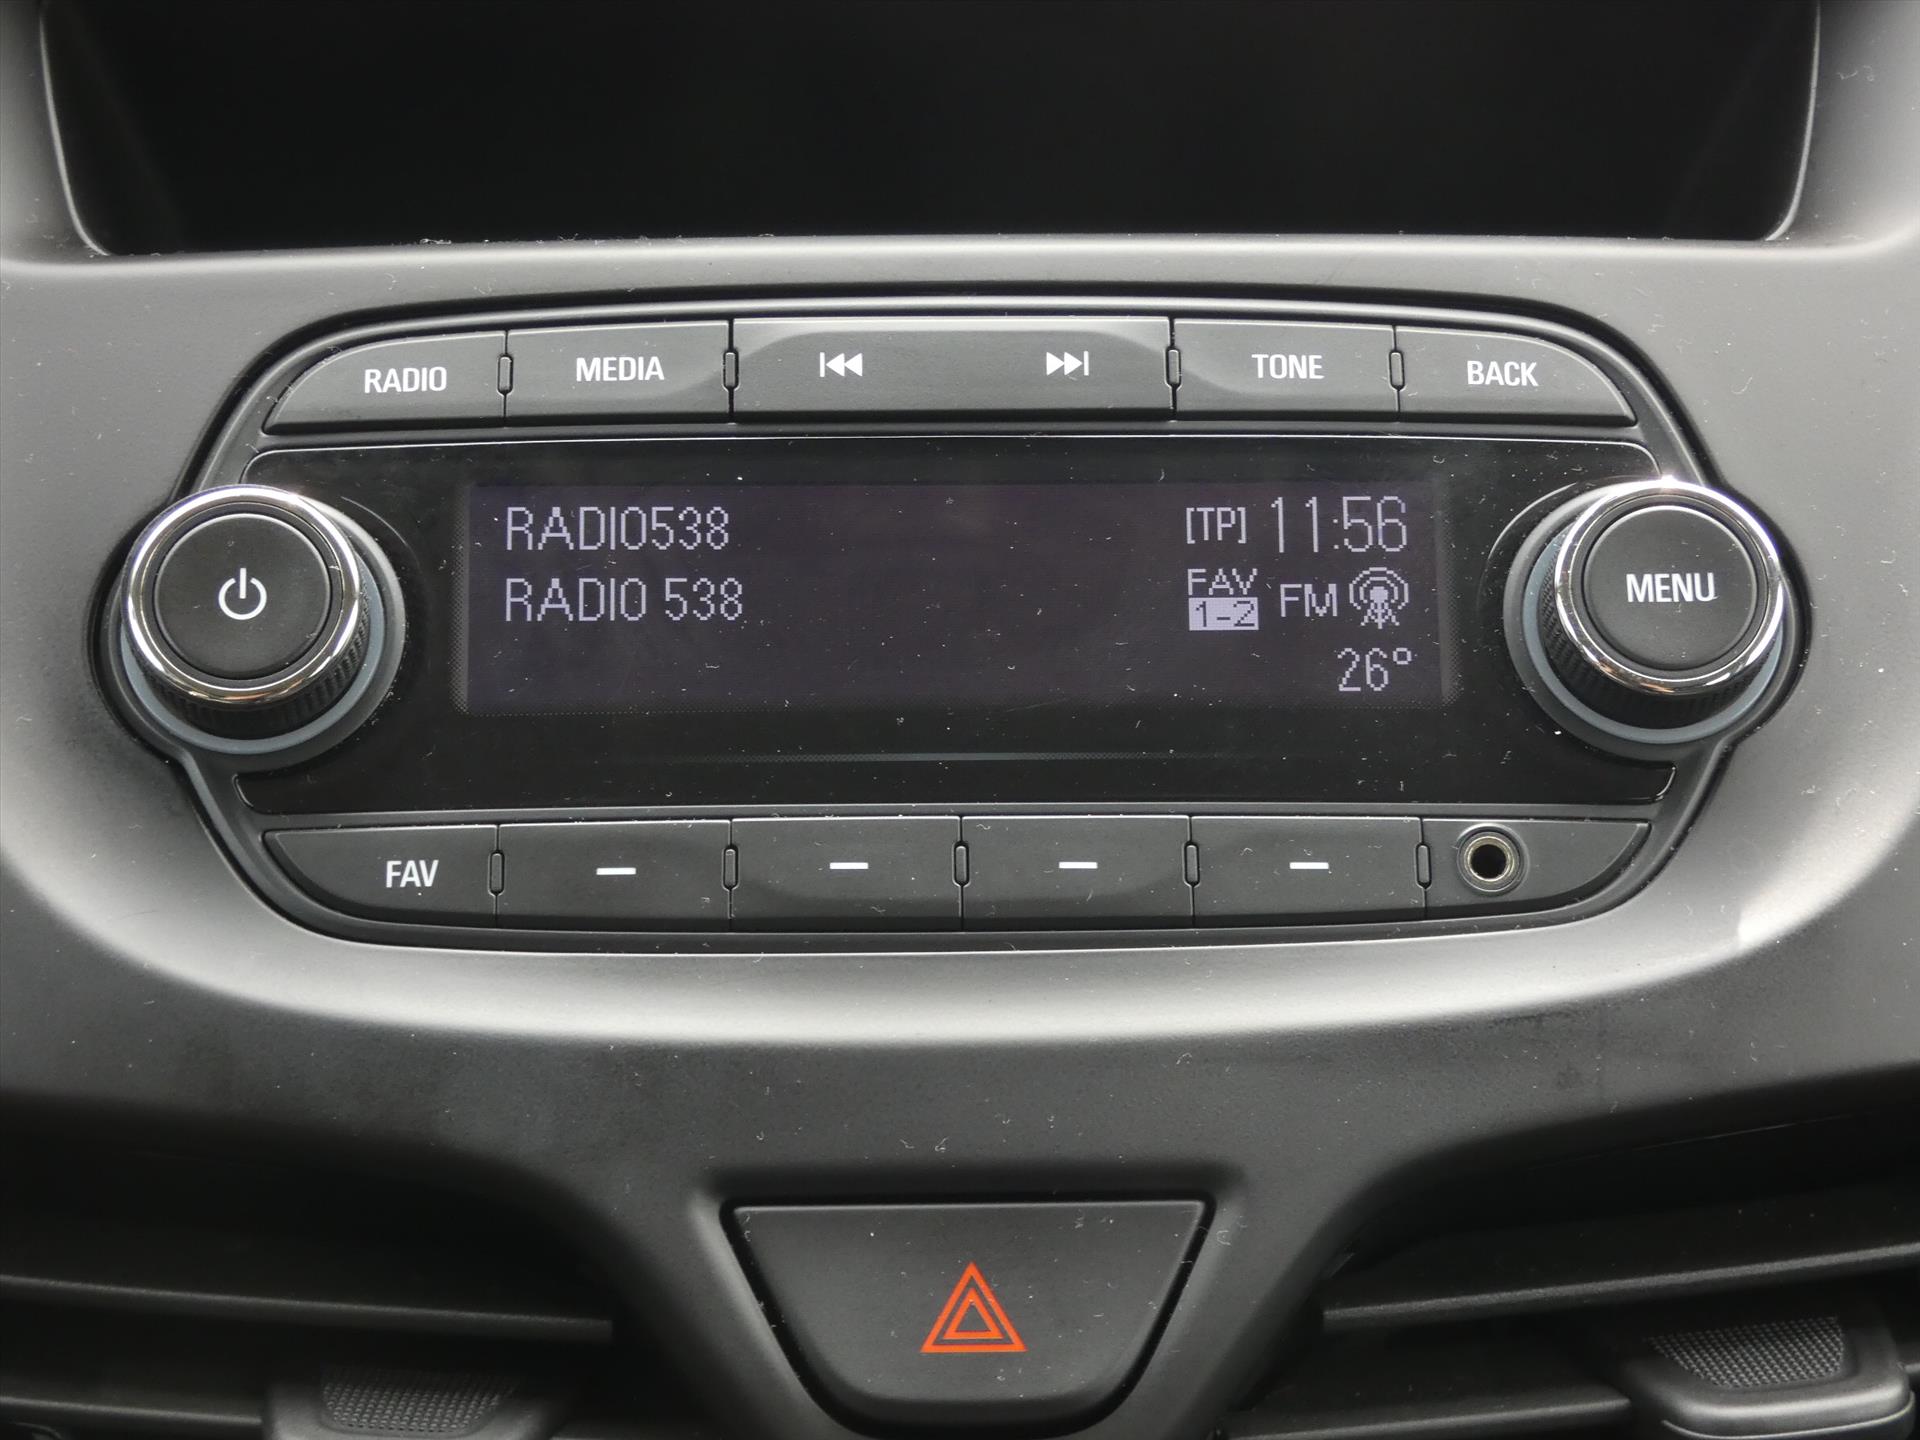 RADIO MEDIA TONE BACK
RADIO538 [TP] 11:56
RADIO 538 FAV 1-2 FM
26°
MENU
FAV